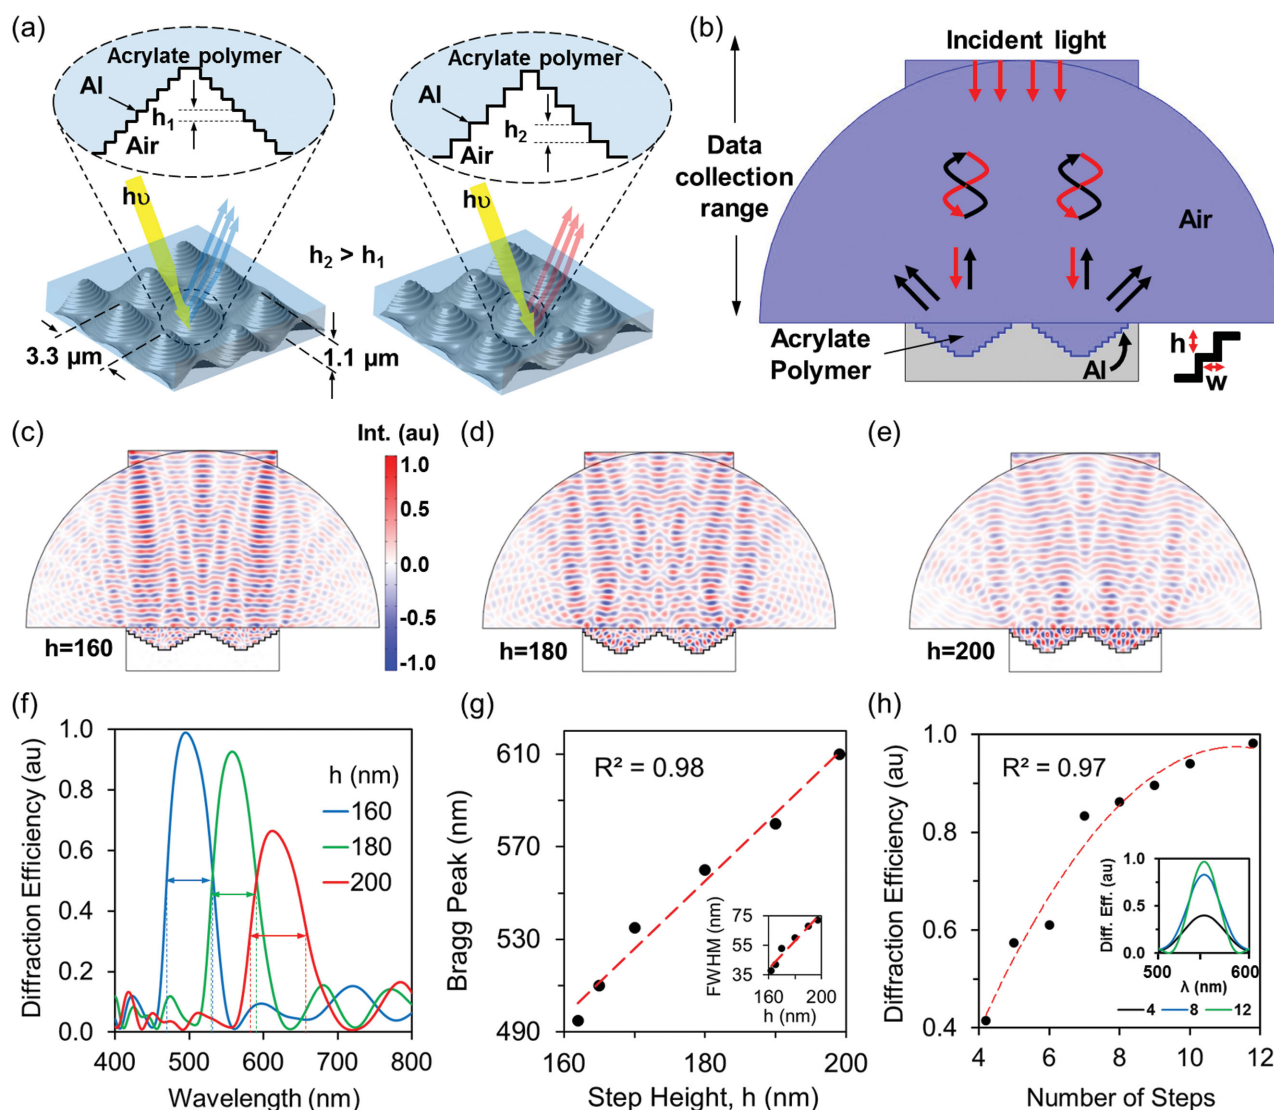 (a)
Acrylate polymer
Al
h₁
Air
hυ
3.3 µm
1.1 µm
h₂ > h₁
Acrylate polymer
Al
h₂
Air
hυ
(b)
Incident light
Data
collection
range
Air
Acrylate
Polymer
Al
h
w
(c)
Int. (au)
1.0
0.0
-0.5
-1.0
h=160
(d)
h=180
(e)
h=200
(f)
Diffraction Efficiency (au)
1.0
0.8
0.6
0.4
0.2
0.0
400 500 600 700 800
Wavelength (nm)
h (nm)
160
180
200
(g)
Bragg Peak (nm)
610
570
530
490
R² = 0.98
FWHM (nm)
75
55
35
160 200
h (nm)
160 180 200
Step Height, h (nm)
(h)
Diffraction Efficiency (au)
1.0
0.8
0.6
0.4
R² = 0.97
Diff. Eff. (au)
1.0
0.5
0.0
500 600
λ (nm)
4 8 12
4 6 8 10 12
Number of Steps